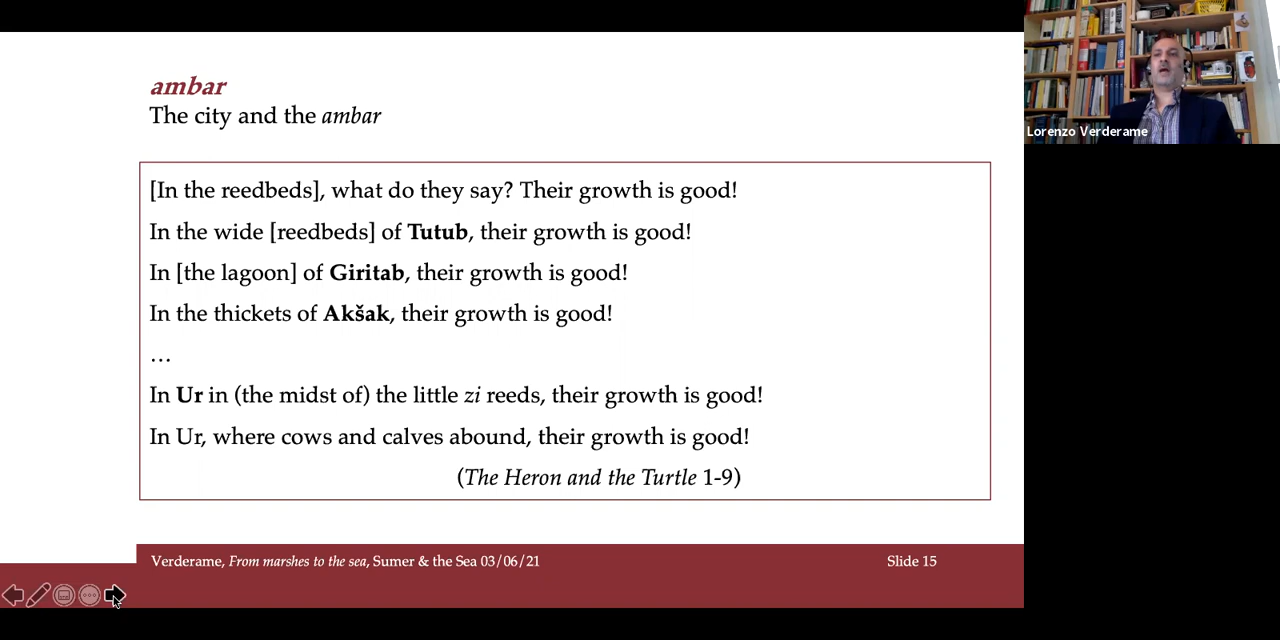 ambar
The city and the ambar
[In the reedbeds], what do they say? Their growth is good!
In the wide [reedbeds] of Tutub, their growth is good!
In [the lagoon] of Giritab, their growth is good!
In the thickets of Akšak, their growth is good!
…
In Ur in (the midst of) the little zi reeds, their growth is good!
In Ur, where cows and calves abound, their growth is good!
(The Heron and the Turtle 1-9)
Verderame, From marshes to the sea, Sumer & the Sea 03/06/21 Slide 15
Lorenzo Verderame